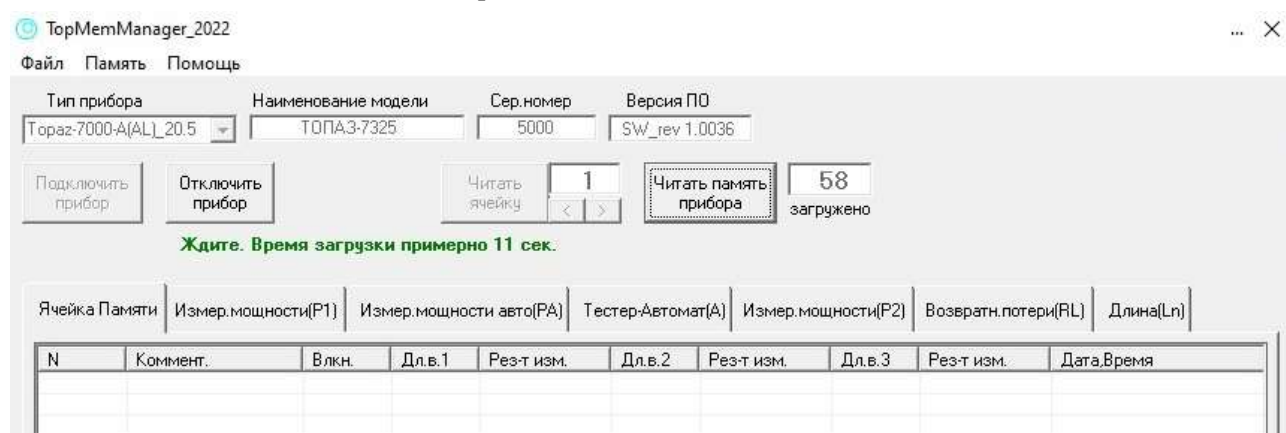 TopMemManager_2022 ...
Файл Память Помощь
Тип прибора Наименование модели Сер.номер Версия ПО
Topaz-7000-A(AL)_20.5 ТОПАЗ-7325 5000 SW_rev 1.0036
Подключить прибор Отключить прибор Читать ячейку 1 < > Читать память прибора 58 загружено
Ждите. Время загрузки примерно 11 сек.
Ячейка Памяти Измер.мощности(P1) Измер.мощности авто(PA) Тестер-Автомат(A) Измер.мощности(P2) Возвратн.потери(RL) Длина(Ln)
N Коммент. Влкн. Дл.в.1 Рез-т изм. Дл.в.2 Рез-т изм. Дл.в.3 Рез-т изм. Дата,Время